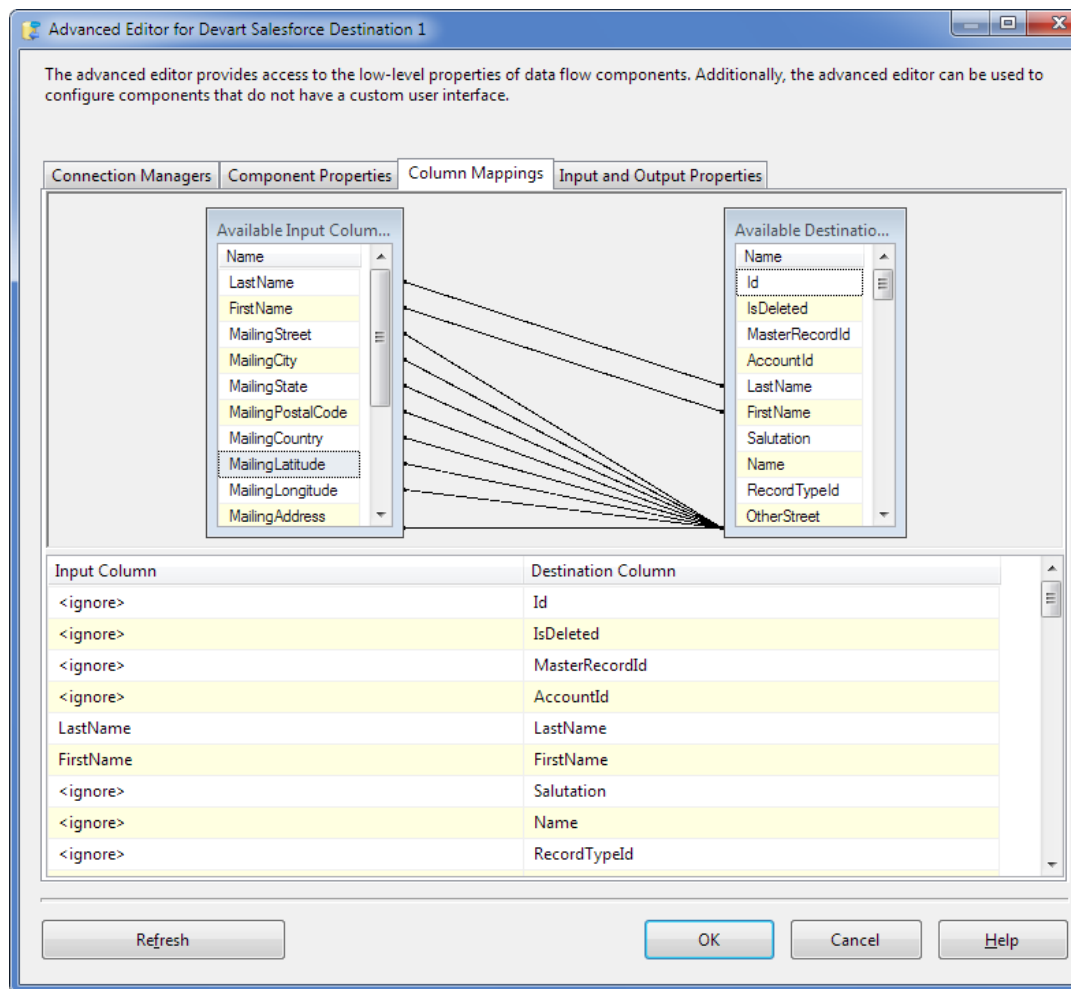 Advanced Editor for Devart Salesforce Destination 1
The advanced editor provides access to the low-level properties of data flow components. Additionally, the advanced editor can be used to
configure components that do not have a custom user interface.
Connection Managers Component Properties Column Mappings Input and Output Properties
Available Input Colum...
Name
LastName
FirstName
MailingStreet
MailingCity
MailingState
MailingPostalCode
MailingCountry
MailingLatitude
MailingLongitude
MailingAddress
Available Destinatio...
Name
Id
IsDeleted
MasterRecordId
AccountId
LastName
FirstName
Salutation
Name
RecordTypeId
OtherStreet
Input Column Destination Column
<ignore> Id
<ignore> IsDeleted
<ignore> MasterRecordId
<ignore> AccountId
LastName LastName
FirstName FirstName
<ignore> Salutation
<ignore> Name
<ignore> RecordTypeId
Refresh OK Cancel Help